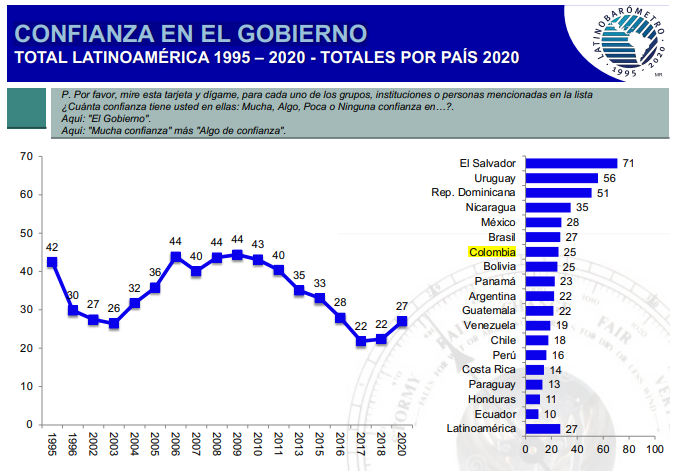 CONFIANZA EN EL GOBIERNO
TOTAL LATINOAMÉRICA 1995 – 2020 - TOTALES POR PAÍS 2020
LATINOBARÓMETRO
1995 - 2020
MR
P. Por favor, mire esta tarjeta y dígame, para cada uno de los grupos, instituciones o personas mencionadas en la lista
¿Cuánta confianza tiene usted en ellas: Mucha, Algo, Poca o Ninguna confianza en…?.
Aquí: "El Gobierno".
Aquí: "Mucha confianza" más "Algo de confianza".
70
60
50
40
30
20
10
0
42
30
27
26
32
36
44
40
44
44
43
40
35
33
28
22
22
27
1995
1996
2002
2003
2004
2005
2006
2007
2008
2009
2010
2011
2013
2015
2016
2017
2018
2020
El Salvador 71
Uruguay 56
Rep. Dominicana 51
Nicaragua 35
México 28
Brasil 27
Colombia 25
Bolivia 25
Panamá 23
Argentina 22
Guatemala 22
Venezuela 19
Chile 18
Perú 16
Costa Rica 14
Paraguay 13
Honduras 11
Ecuador 10
Latinoamérica 27
0 20 40 60 80 100
STORMY
RAIN
FAIR